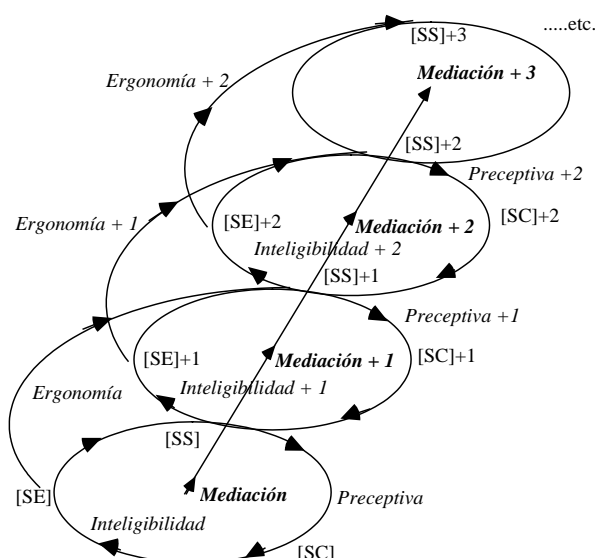 .....etc.
[SS]+3
Mediación + 3
Ergonomía + 2
[SS]+2
Preceptiva +2
[SE]+2
Mediación + 2
[SC]+2
Ergonomía + 1
Inteligibilidad + 2
[SS]+1
Preceptiva +1
[SE]+1
Mediación + 1
[SC]+1
Ergonomía
Inteligibilidad + 1
[SS]
[SE]
Mediación
Preceptiva
Inteligibilidad
[SC]